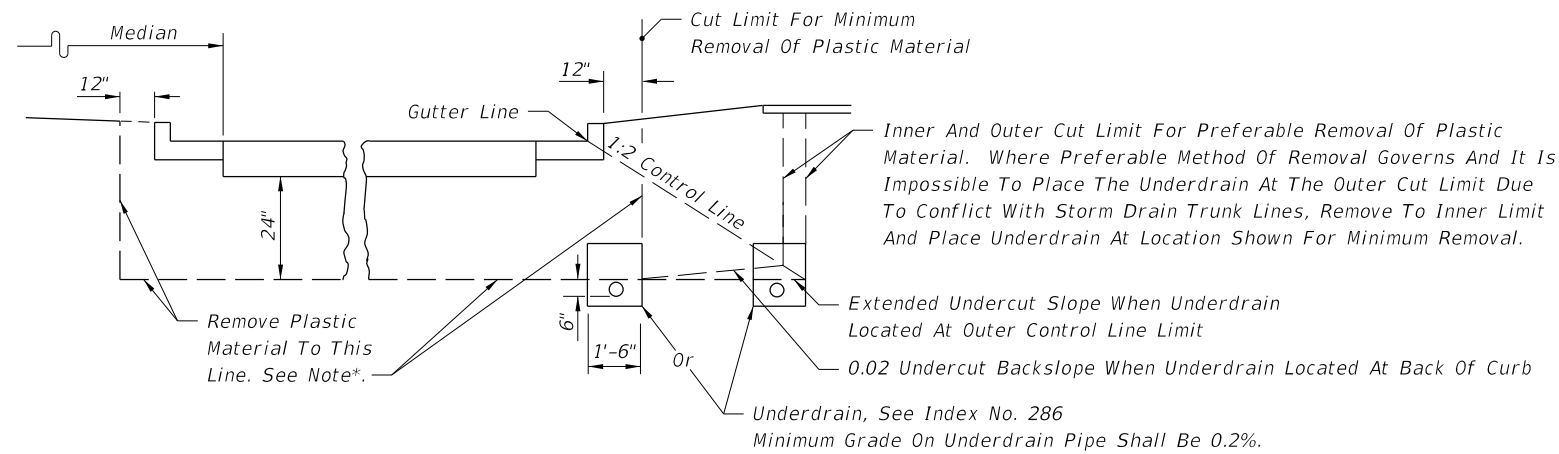 Median
Cut Limit For Minimum
Removal Of Plastic Material
12"
12"
Gutter Line
1:2 Control Line
Inner And Outer Cut Limit For Preferable Removal Of Plastic
Material. Where Preferable Method Of Removal Governs And It Is
Impossible To Place The Underdrain At The Outer Cut Limit Due
To Conflict With Storm Drain Trunk Lines, Remove To Inner Limit
And Place Underdrain At Location Shown For Minimum Removal.
24"
Remove Plastic
Material To This
Line. See Note*.
6"
1'-6"
Or
Extended Undercut Slope When Underdrain
Located At Outer Control Line Limit
0.02 Undercut Backslope When Underdrain Located At Back Of Curb
Underdrain, See Index No. 286
Minimum Grade On Underdrain Pipe Shall Be 0.2%.